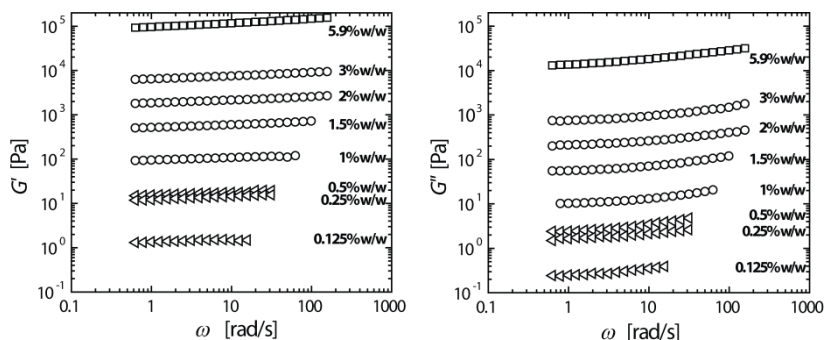 10^5
10^4
10^3
10^2
10^1
10^0
10^-1
G' [Pa]
5.9%w/w
3%w/w
2%w/w
1.5%w/w
1%w/w
0.5%w/w
0.25%w/w
0.125%w/w
0.1 1 10 100 1000
ω [rad/s]
10^5
10^4
10^3
10^2
10^1
10^0
10^-1
G" [Pa]
5.9%w/w
3%w/w
2%w/w
1.5%w/w
1%w/w
0.5%w/w
0.25%w/w
0.125%w/w
0.1 1 10 100 1000
ω [rad/s]